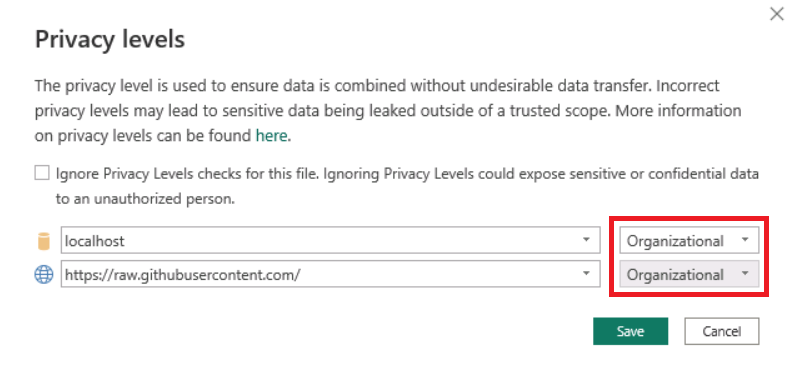 Privacy levels
The privacy level is used to ensure data is combined without undesirable data transfer. Incorrect
privacy levels may lead to sensitive data being leaked outside of a trusted scope. More information
on privacy levels can be found here.
Ignore Privacy Levels checks for this file. Ignoring Privacy Levels could expose sensitive or confidential data
to an unauthorized person.
localhost Organizational
https://raw.githubusercontent.com/ Organizational
Save Cancel